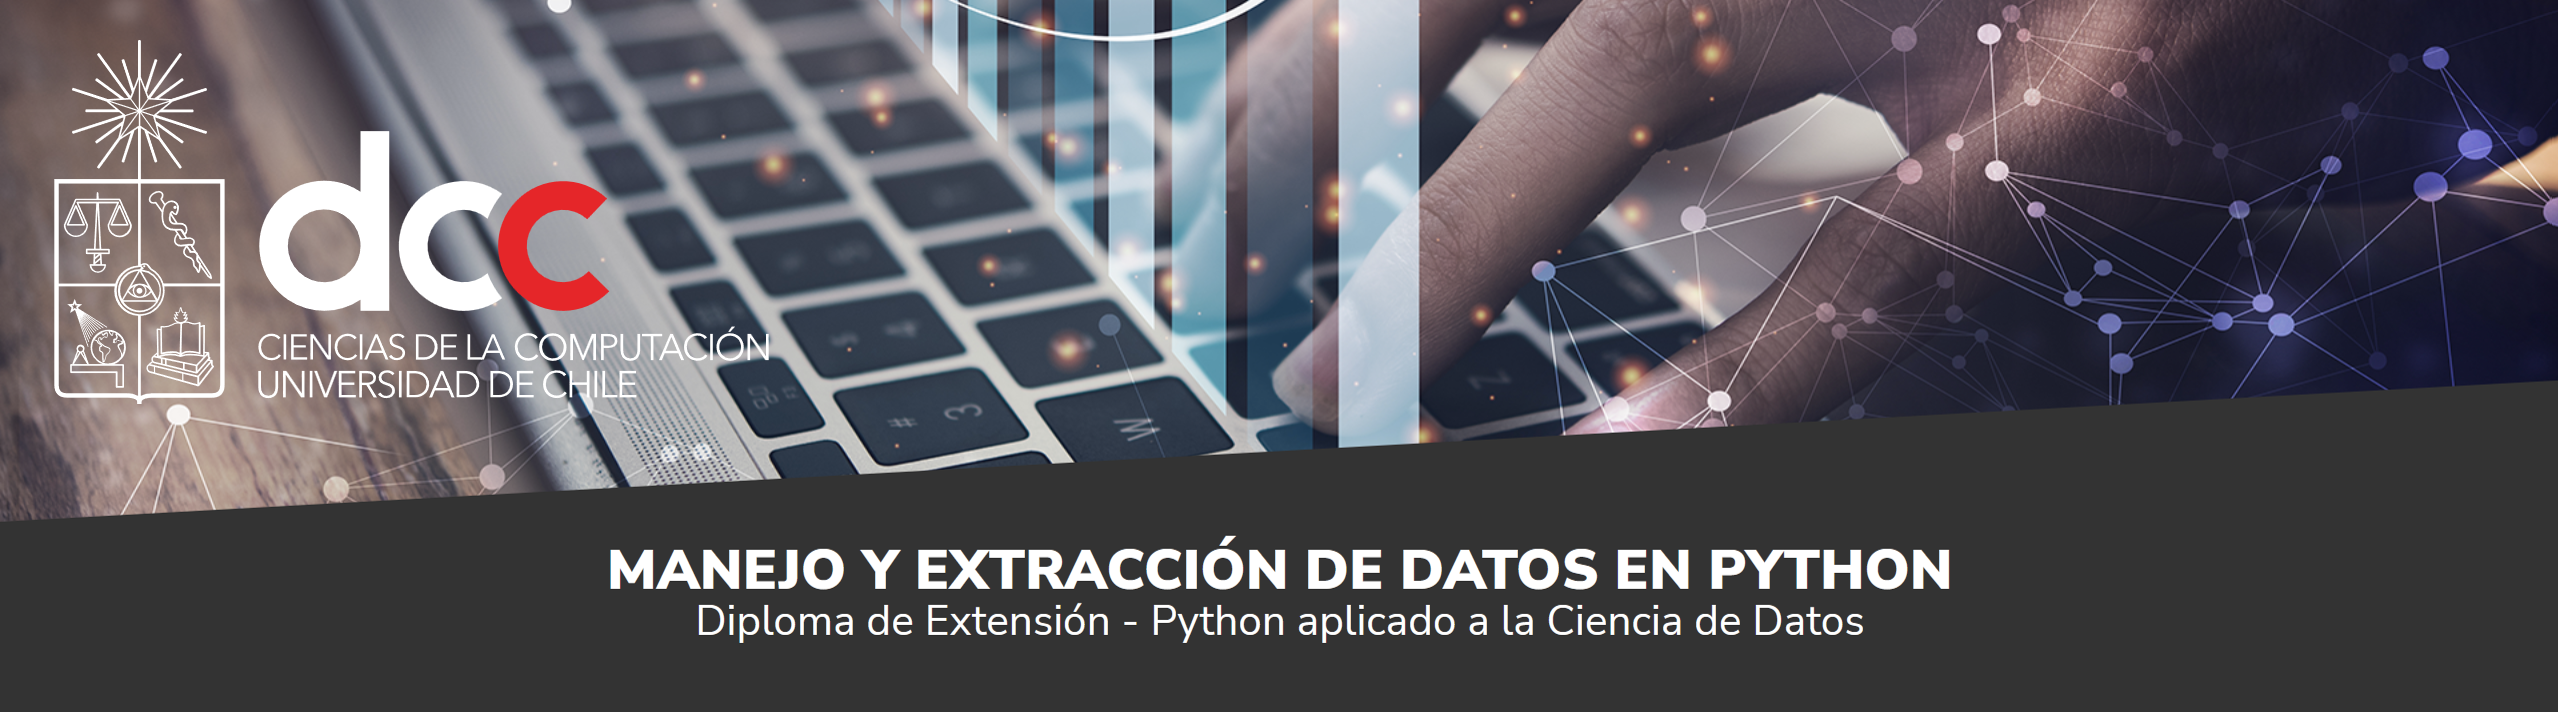 dcc
CIENCIAS DE LA COMPUTACIÓN
UNIVERSIDAD DE CHILE
# 3
W
Z
MANEJO Y EXTRACCIÓN DE DATOS EN PYTHON
Diploma de Extensión - Python aplicado a la Ciencia de Datos